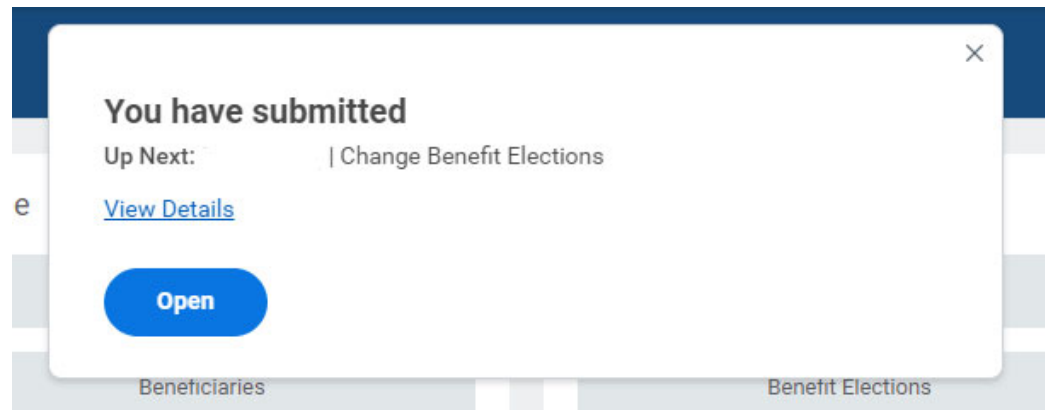 You have submitted
Up Next: | Change Benefit Elections
e
View Details
Open
Beneficiaries
Benefit Elections